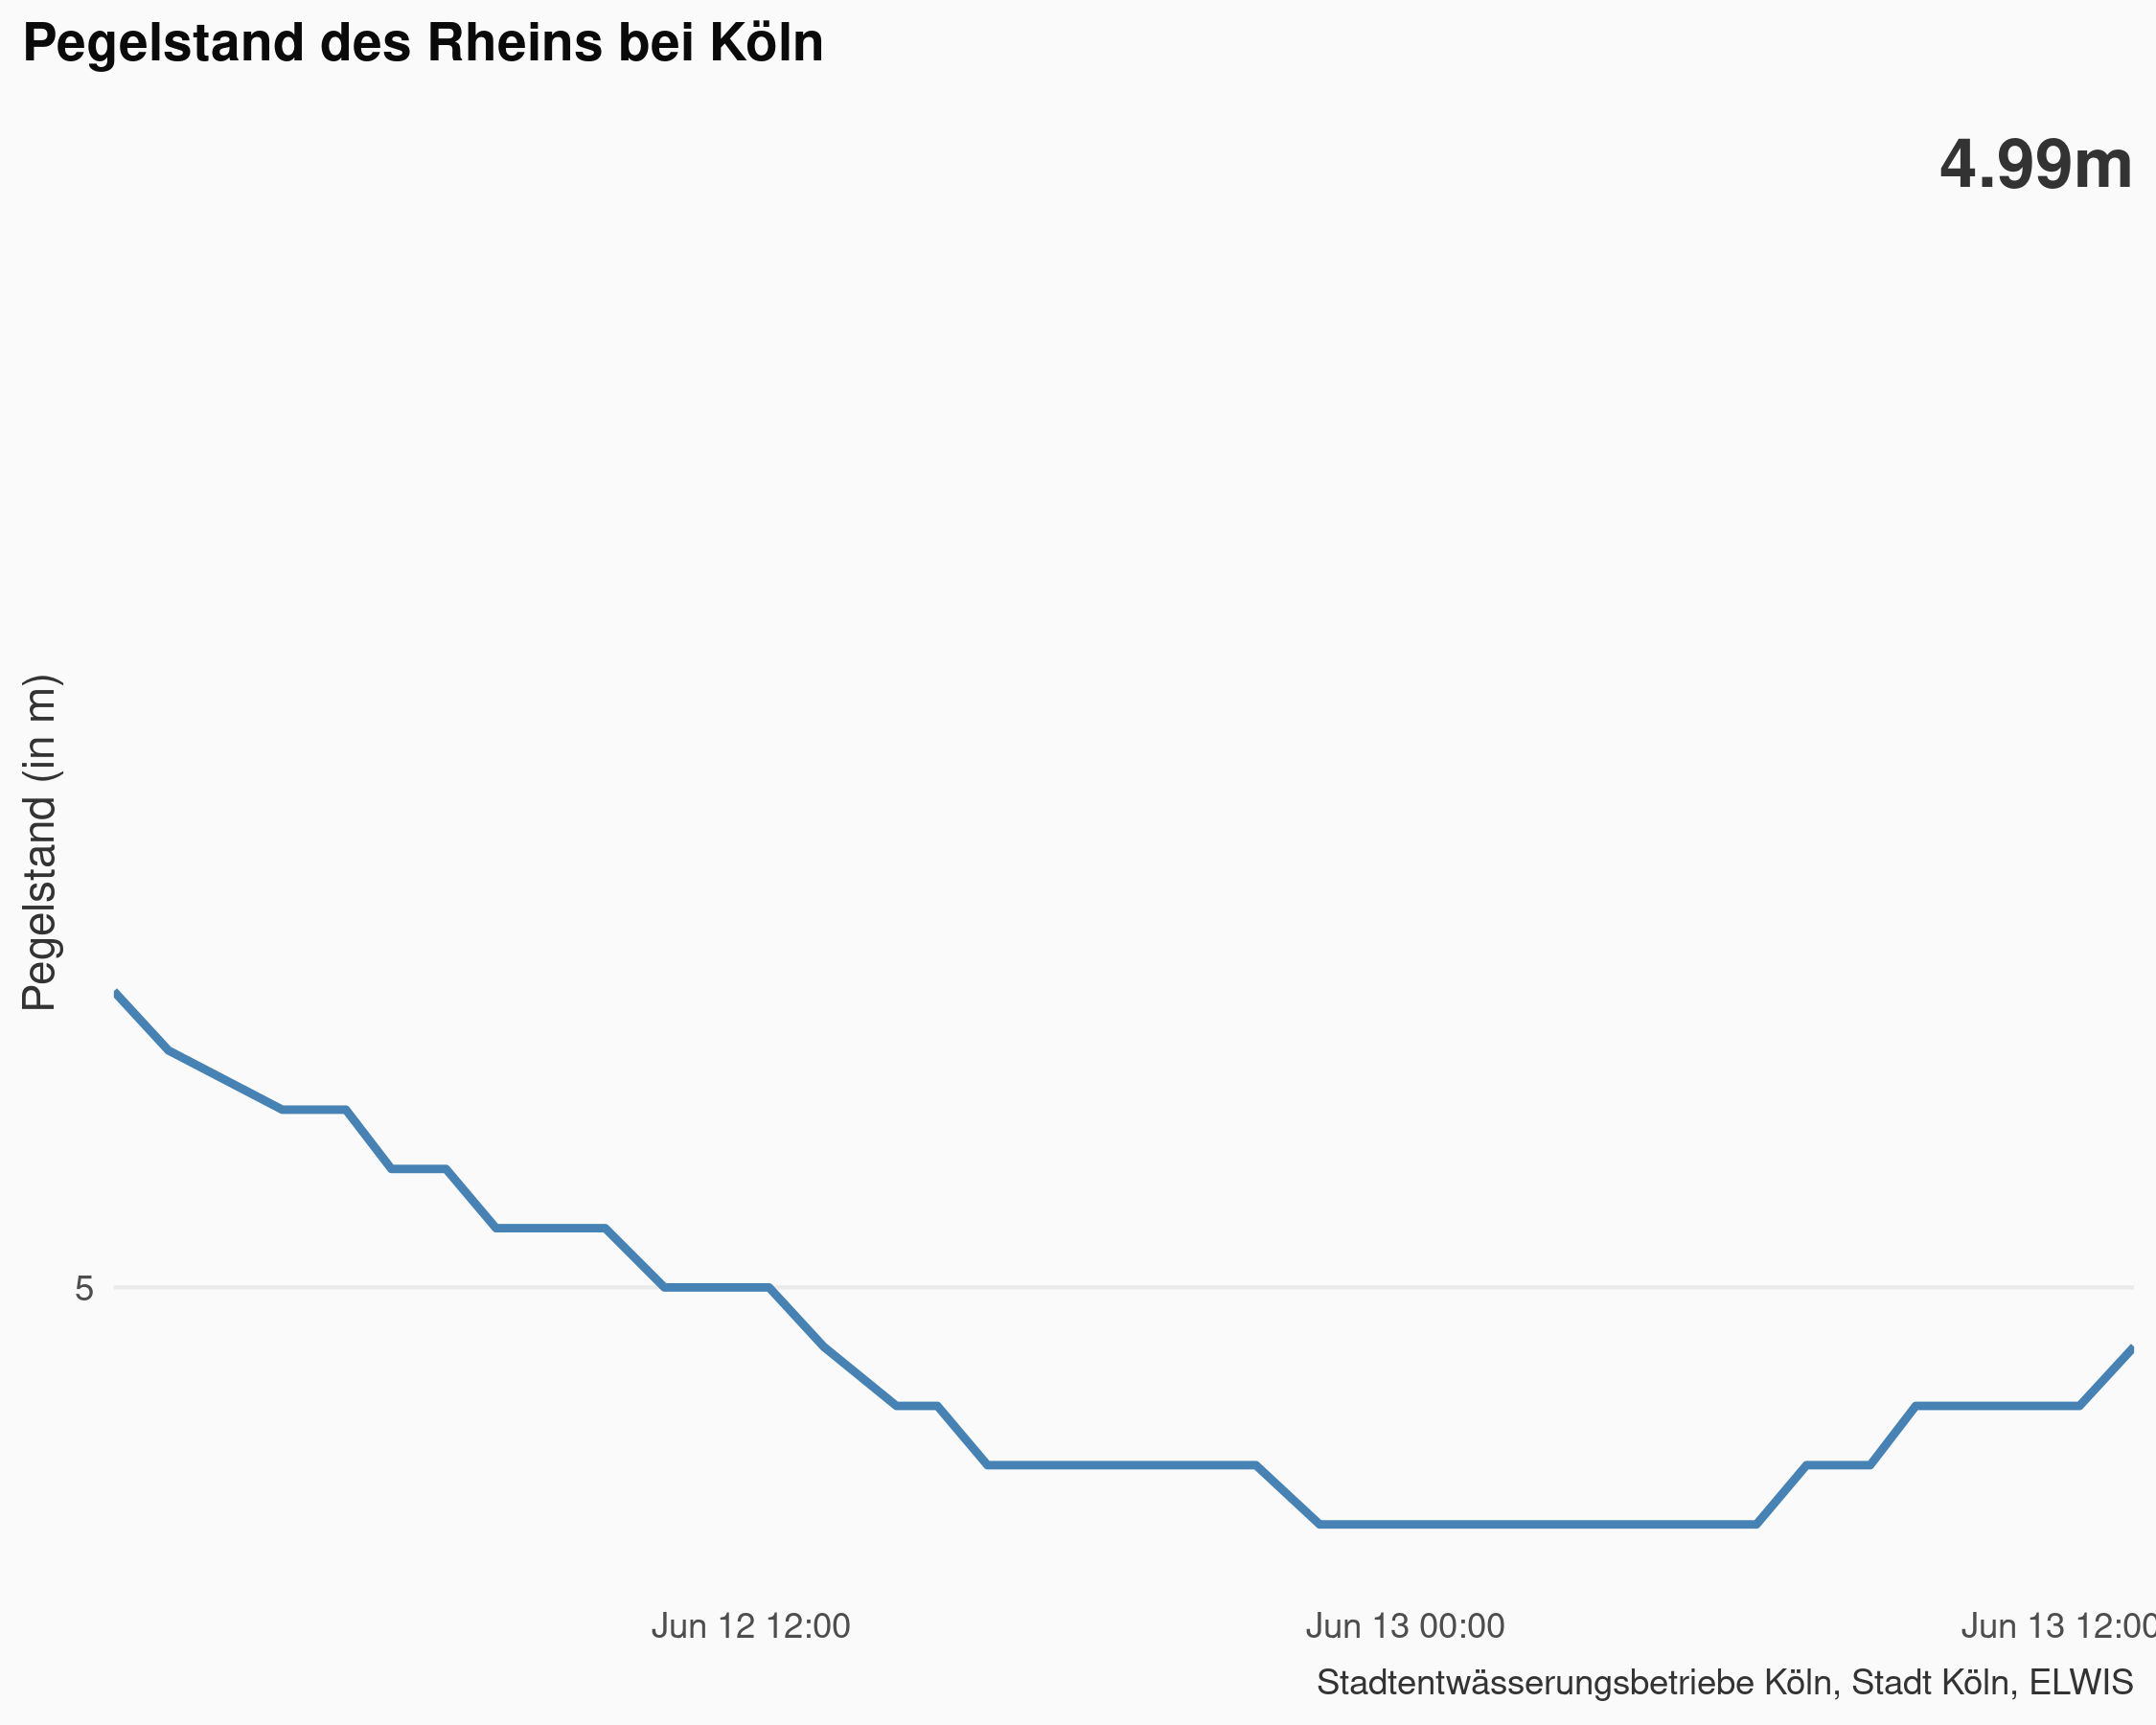 Pegelstand des Rheins bei Köln
4.99m
Pegelstand (in m)
5
Jun 12 12:00
Jun 13 00:00
Jun 13 12:00
Stadtentwässerungsbetriebe Köln, Stadt Köln, ELWIS